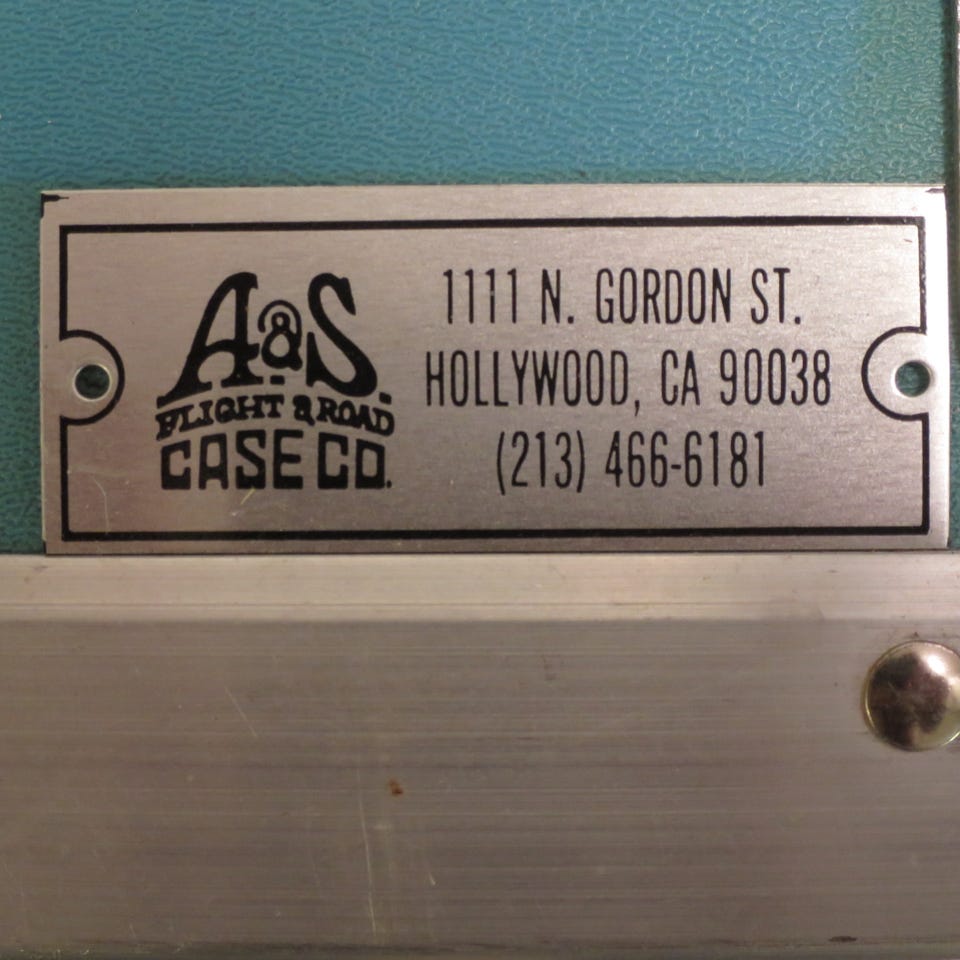 A.&S.
FLIGHT & ROAD
CASE CO.
1111 N. GORDON ST.
HOLLYWOOD, CA 90038
(213) 466-6181